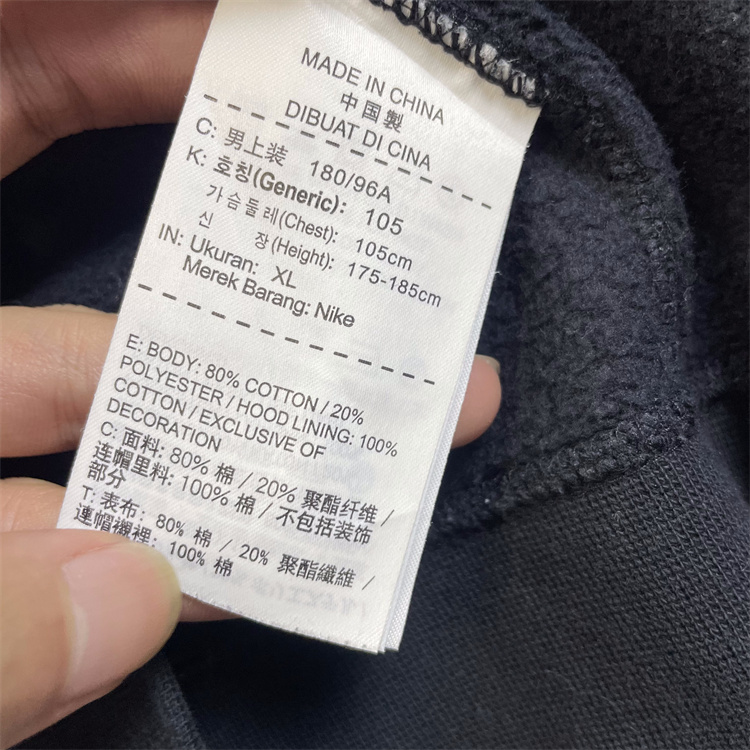 MADE IN CHINA
中国製
DIBUAT DI CINA
C: 男上装 180/96A
K: 호칭(Generic): 105
가슴둘레(Chest): 105cm
신 장(Height): 175-185cm
IN: Ukuran: XL
Merek Barang: Nike
E: BODY: 80% COTTON / 20%
POLYESTER / HOOD LINING: 100%
COTTON / EXCLUSIVE OF
DECORATION
C: 面料: 80% 棉 / 20% 聚酯纤维 /
连帽里料: 100% 棉 / 不包括装饰
部分
T: 表布: 80% 棉 / 20% 聚酯纖維 /
連帽襯裡: 100% 棉